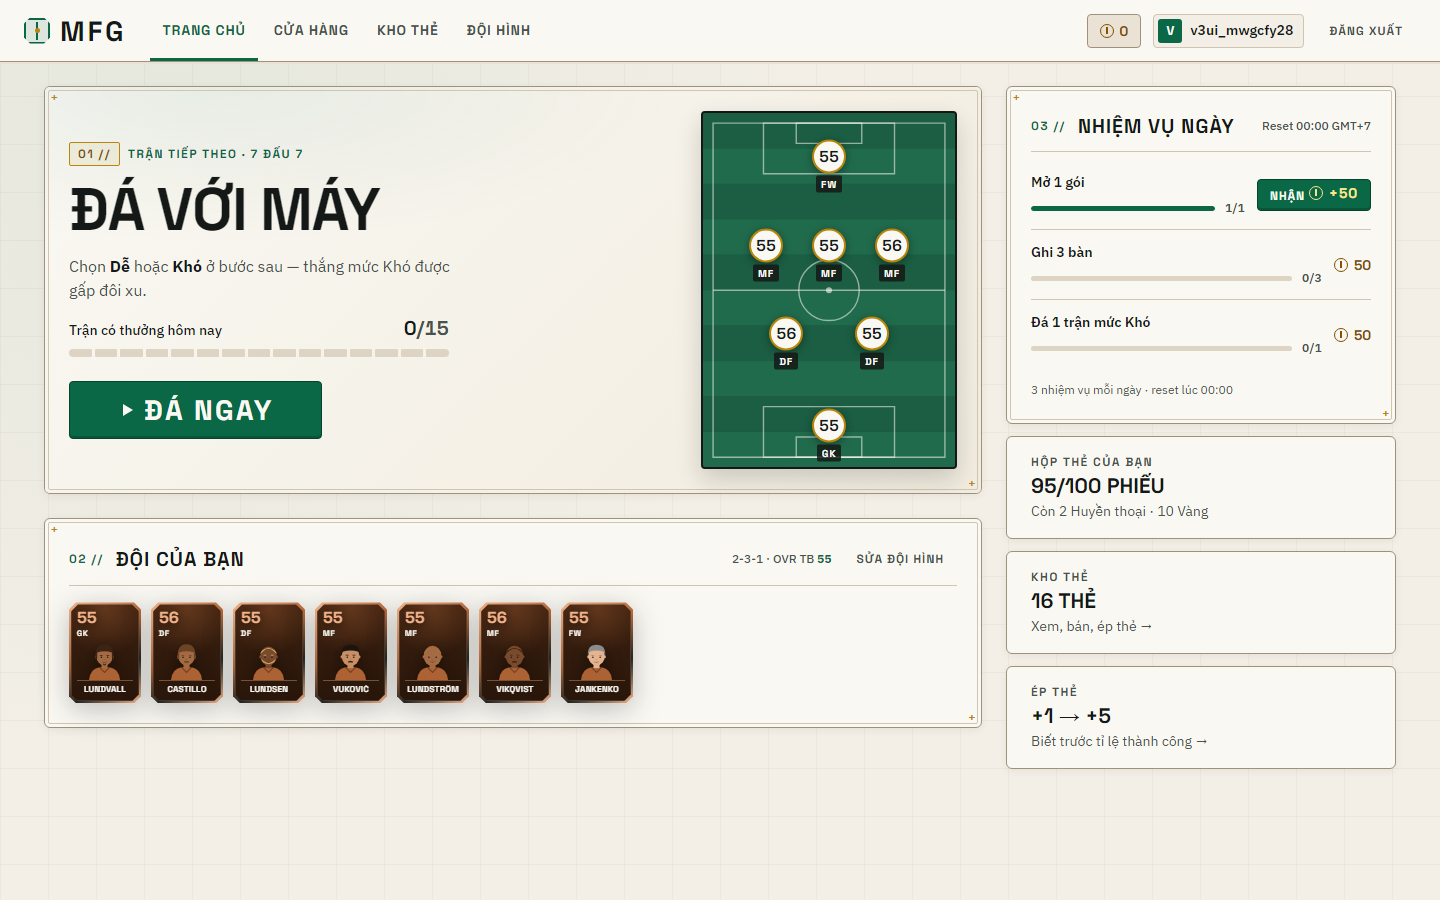 MFG
TRANG CHỦ
CỬA HÀNG
KHO THẺ
ĐỘI HÌNH
0
V
v3ui_mwgcfy28
ĐĂNG XUẤT
01 //
TRẬN TIẾP THEO · 7 ĐẤU 7
ĐÁ VỚI MÁY
Chọn Dễ hoặc Khó ở bước sau — thắng mức Khó được
gấp đôi xu.
Trận có thưởng hôm nay
0/15
ĐÁ NGAY
55
FW
55
MF
55
MF
56
MF
56
DF
55
DF
55
GK
02 //
ĐỘI CỦA BẠN
2-3-1 · OVR TB 55
SỬA ĐỘI HÌNH
55
GK
LUNDVALL
56
DF
CASTILLO
55
DF
LUNDSEN
55
MF
VUKOVIĆ
55
MF
LUNDSTRÖM
56
MF
VIKQVIST
55
FW
JANKENKO
03 //
NHIỆM VỤ NGÀY
Reset 00:00 GMT+7
Mở 1 gói
1/1
NHẬN +50
Ghi 3 bàn
0/3
50
Đá 1 trận mức Khó
0/1
50
3 nhiệm vụ mỗi ngày · reset lúc 00:00
HỘP THẺ CỦA BẠN
95/100 PHIẾU
Còn 2 Huyền thoại · 10 Vàng
KHO THẺ
16 THẺ
Xem, bán, ép thẻ →
ÉP THẺ
+1 → +5
Biết trước tỉ lệ thành công →